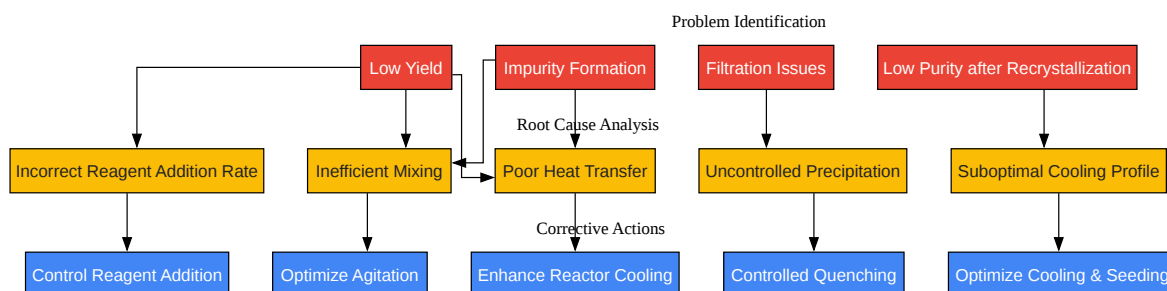 Problem Identification
Low Yield
Impurity Formation
Filtration Issues
Low Purity after Recrystallization
Root Cause Analysis
Incorrect Reagent Addition Rate
Inefficient Mixing
Poor Heat Transfer
Uncontrolled Precipitation
Suboptimal Cooling Profile
Corrective Actions
Control Reagent Addition
Optimize Agitation
Enhance Reactor Cooling
Controlled Quenching
Optimize Cooling & Seeding